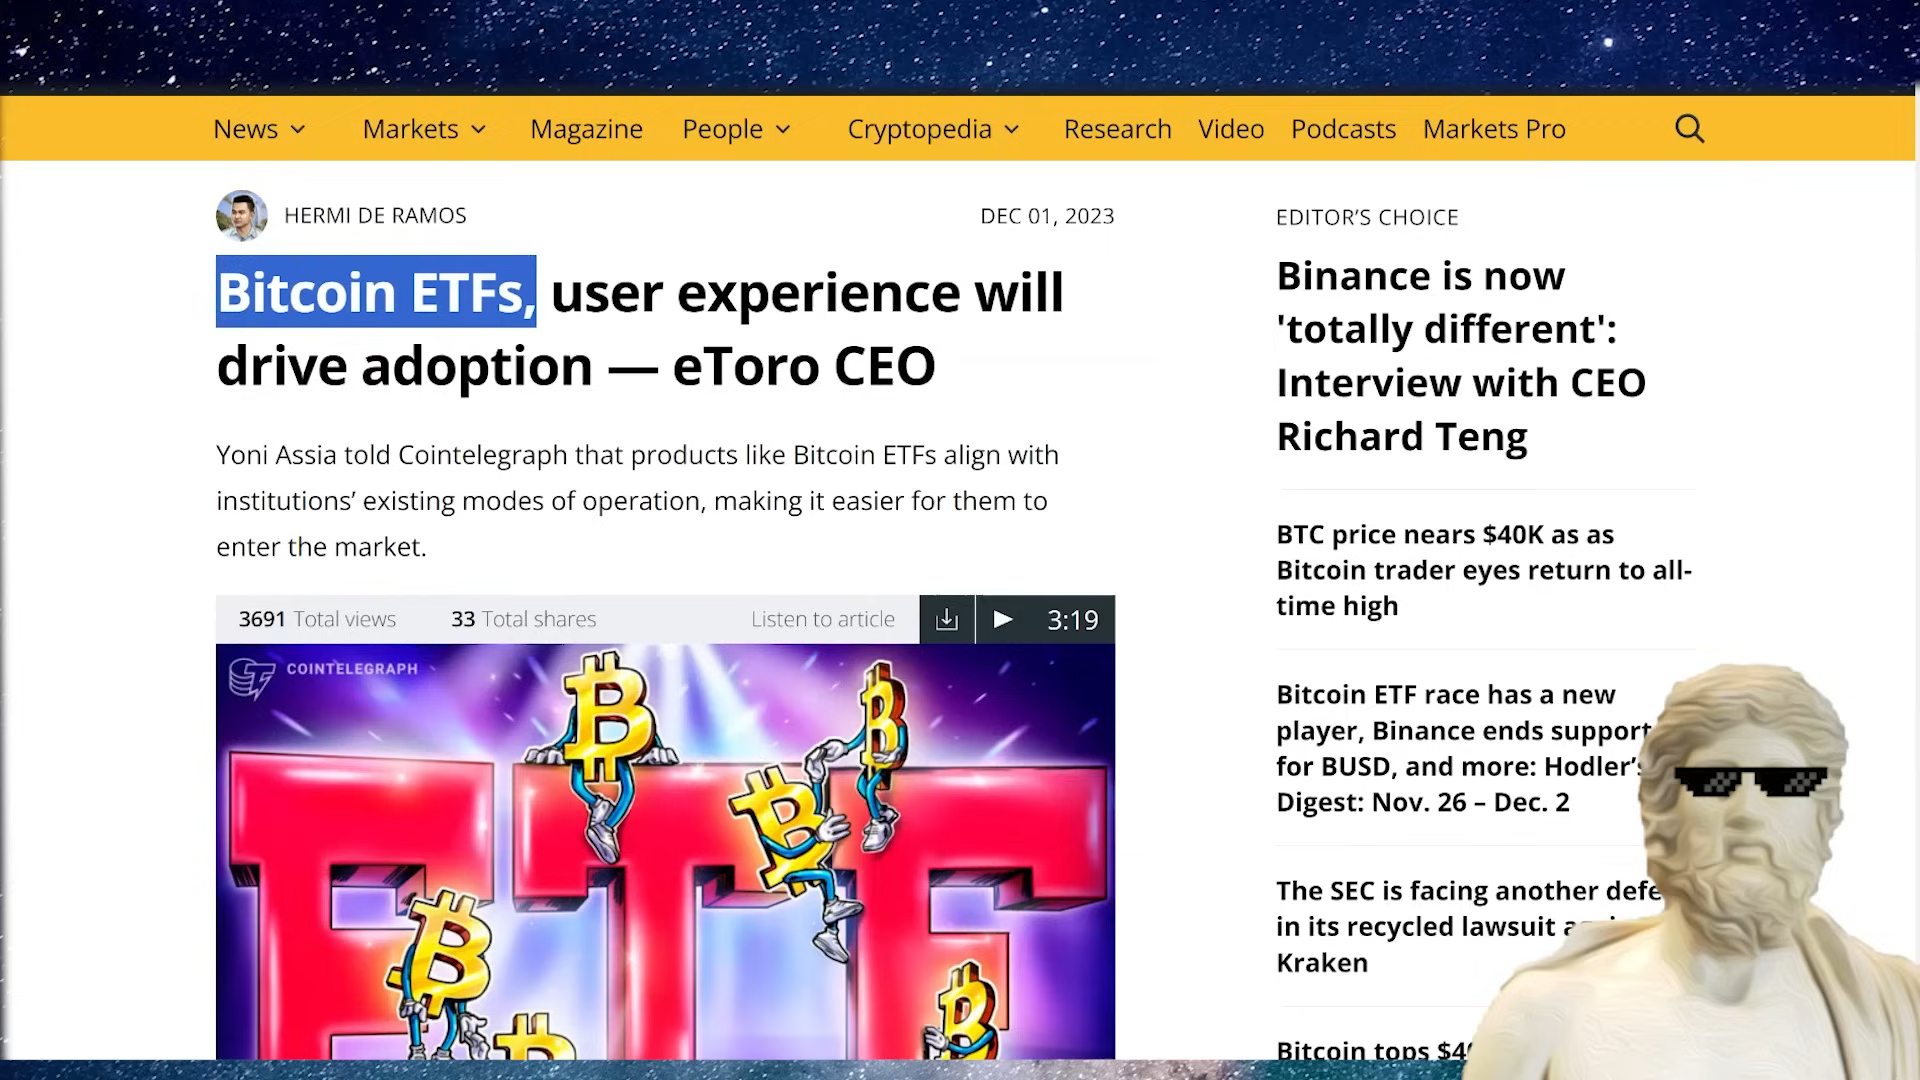 News
Markets
Magazine
People
Cryptopedia
Research
Video
Podcasts
Markets Pro
HERMI DE RAMOS
DEC 01, 2023
Bitcoin ETFs, user experience will
drive adoption — eToro CEO
Yoni Assia told Cointelegraph that products like Bitcoin ETFs align with
institutions’ existing modes of operation, making it easier for them to
enter the market.
3691 Total views
33 Total shares
Listen to article
3:19
COINTELEGRAPH
ETF
EDITOR’S CHOICE
Binance is now
'totally different':
Interview with CEO
Richard Teng
BTC price nears $40K as as
Bitcoin trader eyes return to all-
time high
Bitcoin ETF race has a new
player, Binance ends support
for BUSD, and more: Hodler’s
Digest: Nov. 26 – Dec. 2
The SEC is facing another
in its recycled lawsuit
Kraken
Bitcoin tops